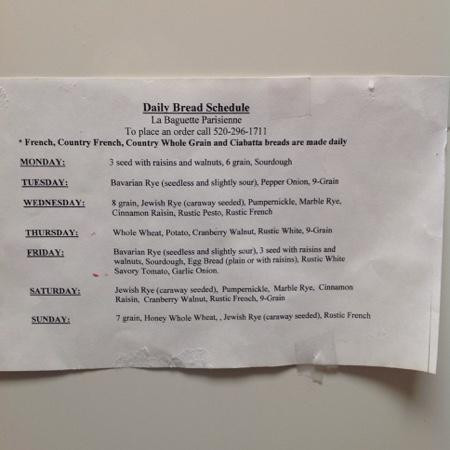 Daily Bread Schedule
La Baguette Parisienne
To place an order call 520-296-1711
* French, Country French, Country Whole Grain and Ciabatta breads are made daily
MONDAY: 3 seed with raisins and walnuts, 6 grain, Sourdough
TUESDAY: Bavarian Rye (seedless and slightly sour), Pepper Onion, 9-Grain
WEDNESDAY: 8 grain, Jewish Rye (caraway seeded), Pumpernickle, Marble Rye,
Cinnamon Raisin, Rustic Pesto, Rustic French
THURSDAY: Whole Wheat, Potato, Cranberry Walnut, Rustic White, 9-Grain
FRIDAY: Bavarian Rye (seedless and slightly sour), 3 seed with raisins and
walnuts, Sourdough, Egg Bread (plain or with raisins), Rustic White
Savory Tomato, Garlic Onion.
SATURDAY: Jewish Rye (caraway seeded), Pumpernickle, Marble Rye, Cinnamon
Raisin, Cranberry Walnut, Rustic French, 9-Grain
SUNDAY: 7 grain, Honey Whole Wheat, , Jewish Rye (caraway seeded), Rustic French